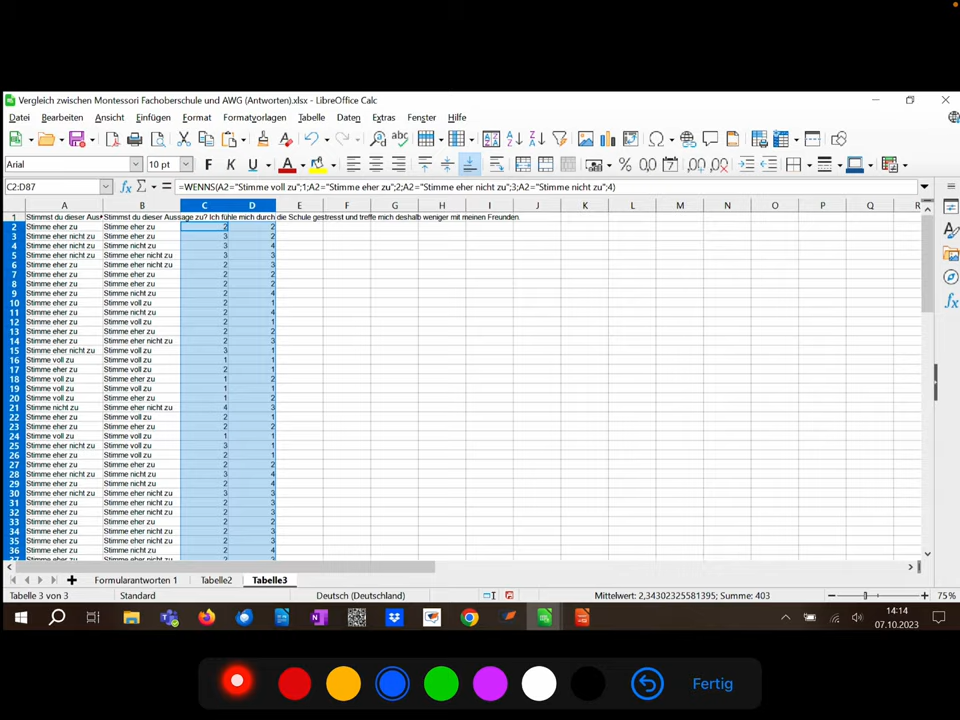 Vergleich zwischen Montessori Fachoberschule und AWG (Antworten).xlsx - LibreOffice Calc
Datei Bearbeiten Ansicht Einfügen Format Formatvorlagen Tabelle Daten Extras Fenster Hilfe
Arial 10 pt F K U A
C2:D87 fx Σ = =WENNS(A2="Stimme voll zu";1;A2="Stimme eher zu";2;A2="Stimme eher nicht zu";3;A2="Stimme nicht zu";4)
A B C D E F G H I J K L M N O P Q R
1 Stimmst du dieser Aus Stimmst du dieser Aussage zu? Ich fühle mich durch die Schule gestresst und treffe mich deshalb weniger mit meinen Freunden.
2 Stimme eher zu Stimme eher zu 2 2
3 Stimme eher nicht zu Stimme eher zu 3 2
4 Stimme eher nicht zu Stimme nicht zu 3 4
5 Stimme eher nicht zu Stimme eher nicht zu 3 3
6 Stimme eher zu Stimme eher nicht zu 2 3
7 Stimme eher zu Stimme eher zu 2 2
8 Stimme eher zu Stimme eher zu 2 2
9 Stimme eher zu Stimme nicht zu 2 4
10 Stimme eher zu Stimme voll zu 2 1
11 Stimme eher zu Stimme nicht zu 2 4
12 Stimme eher zu Stimme voll zu 2 1
13 Stimme eher zu Stimme eher zu 2 2
14 Stimme eher zu Stimme eher nicht zu 2 3
15 Stimme eher nicht zu Stimme voll zu 3 1
16 Stimme voll zu Stimme voll zu 1 1
17 Stimme eher zu Stimme voll zu 2 1
18 Stimme voll zu Stimme eher zu 1 2
19 Stimme voll zu Stimme voll zu 1 1
20 Stimme voll zu Stimme eher zu 1 2
21 Stimme nicht zu Stimme eher nicht zu 4 3
22 Stimme eher zu Stimme voll zu 2 1
23 Stimme eher zu Stimme eher zu 2 2
24 Stimme voll zu Stimme voll zu 1 1
25 Stimme eher nicht zu Stimme voll zu 3 1
26 Stimme eher zu Stimme voll zu 2 1
27 Stimme eher zu Stimme eher zu 2 2
28 Stimme eher nicht zu Stimme nicht zu 3 4
29 Stimme eher zu Stimme nicht zu 2 4
30 Stimme eher nicht zu Stimme eher nicht zu 3 3
31 Stimme eher zu Stimme eher nicht zu 2 3
32 Stimme eher zu Stimme eher nicht zu 2 3
33 Stimme eher zu Stimme eher zu 2 2
34 Stimme eher zu Stimme eher nicht zu 2 3
35 Stimme eher zu Stimme eher nicht zu 2 3
36 Stimme eher zu Stimme nicht zu 2 4
Formularantworten 1 Tabelle2 Tabelle3
Tabelle 3 von 3 Standard Deutsch (Deutschland) Mittelwert: 2,34302325581395; Summe: 403 75%
14:14
07.10.2023
Fertig